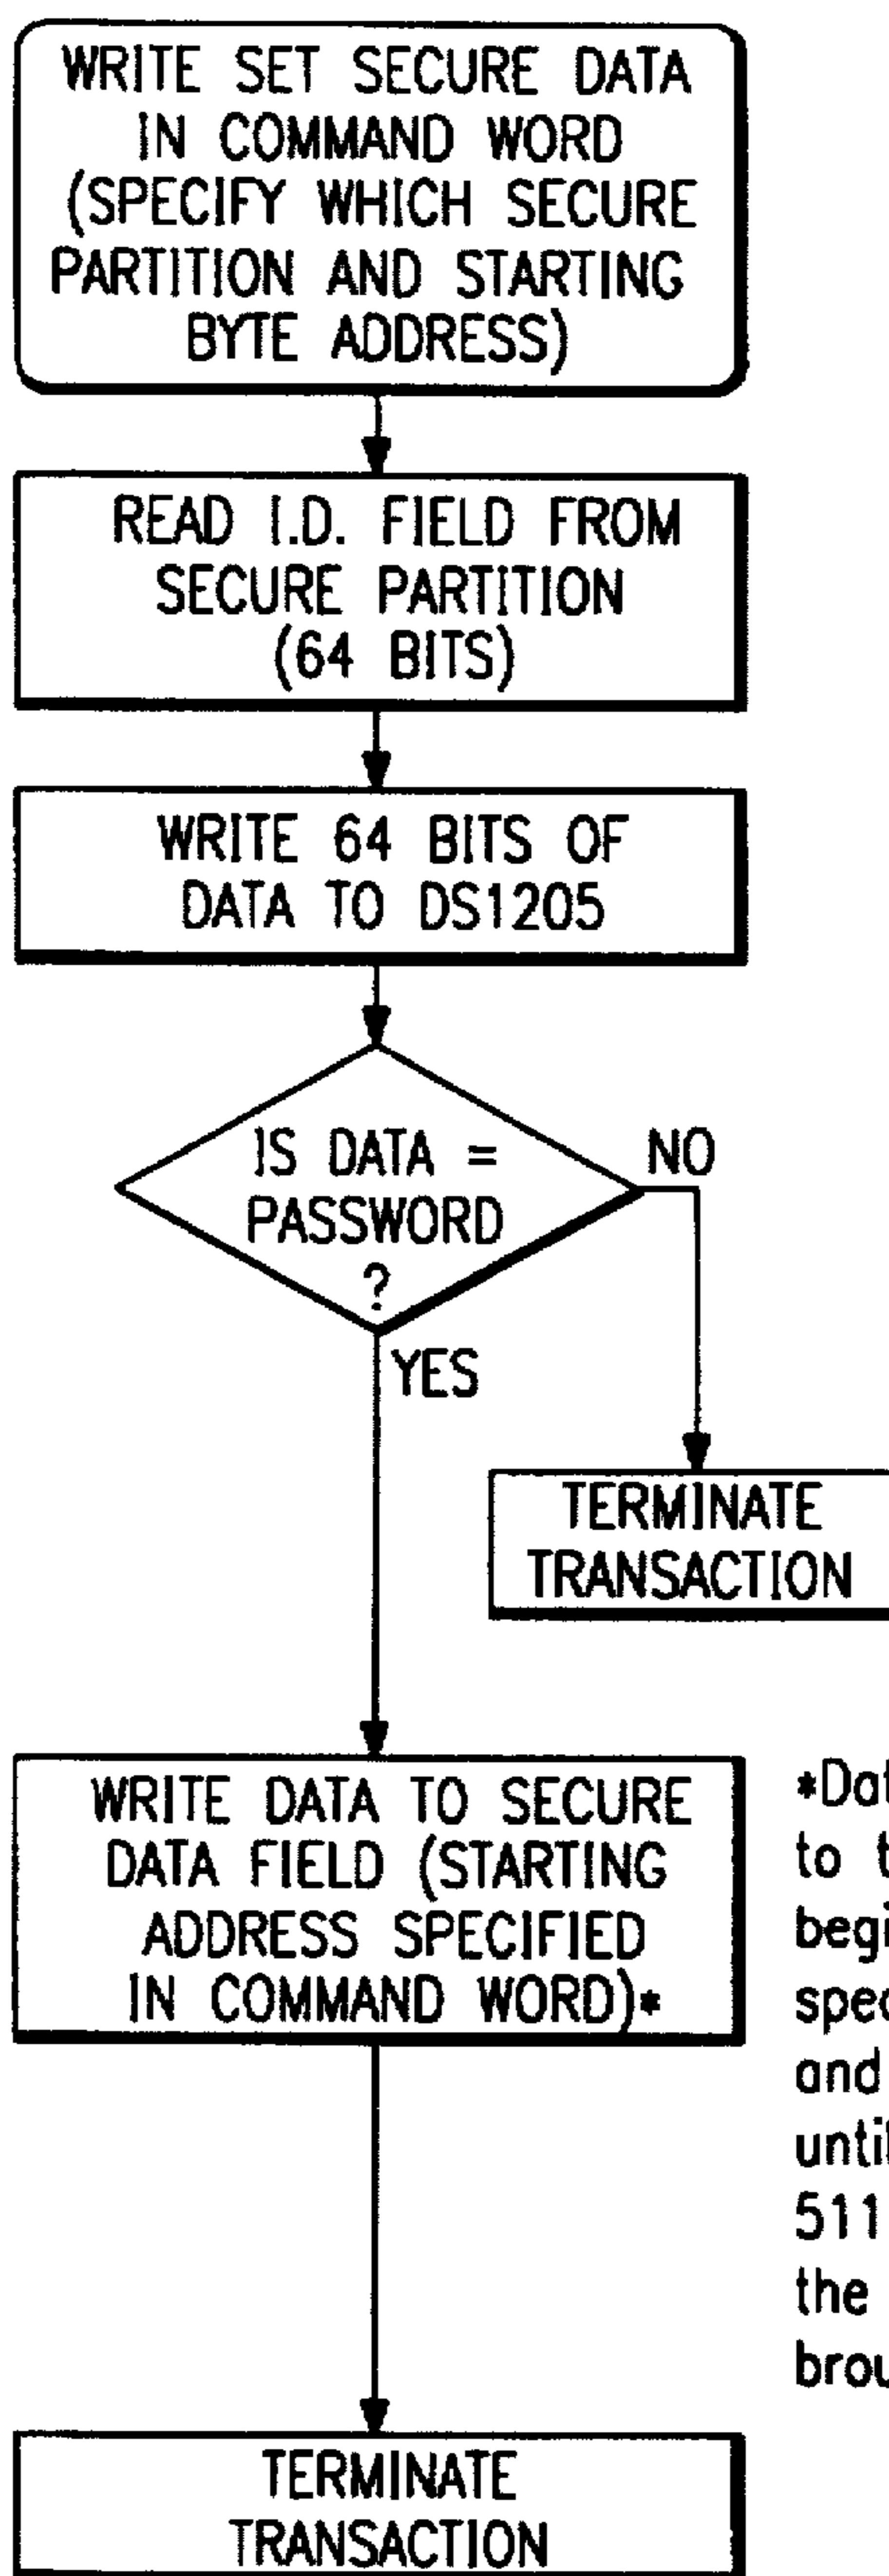 WRITE SET SECURE DATA
IN COMMAND WORD
(SPECIFY WHICH SECURE
PARTITION AND STARTING
BYTE ADDRESS)
READ I.D. FIELD FROM
SECURE PARTITION
(64 BITS)
WRITE 64 BITS OF
DATA TO DS1205
IS DATA =
PASSWORD
?
NO
YES
TERMINATE
TRANSACTION
WRITE DATA TO SECURE
DATA FIELD (STARTING
ADDRESS SPECIFIED
IN COMMAND WORD)*
to
and
511
the
TERMINATE
TRANSACTION